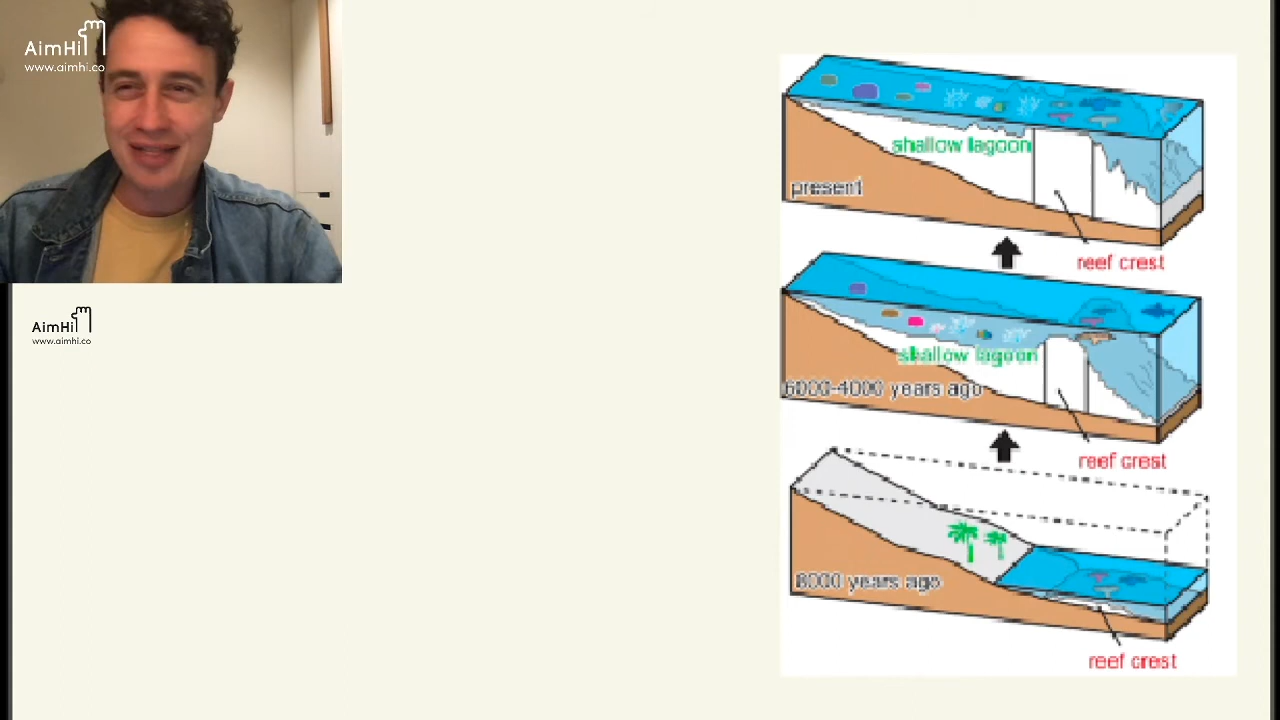 AimHi
www.aimhi.co
AimHi
www.aimhi.co
shallow lagoon
present
reef crest
shallow lagoon
6000-4000 years ago
reef crest
8000 years ago
reef crest